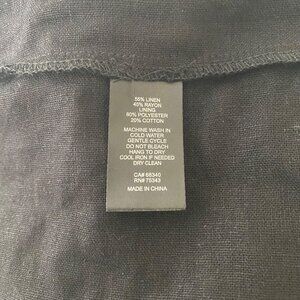 55% LINEN
45% RAYON
LINING
80% POLYESTER
20% COTTON
MACHINE WASH IN
COLD WATER
GENTLE CYCLE
DO NOT BLEACH
HANG TO DRY
COOL IRON IF NEEDED
DRY CLEAN
CA# 68340
RN# 75343
MADE IN CHINA